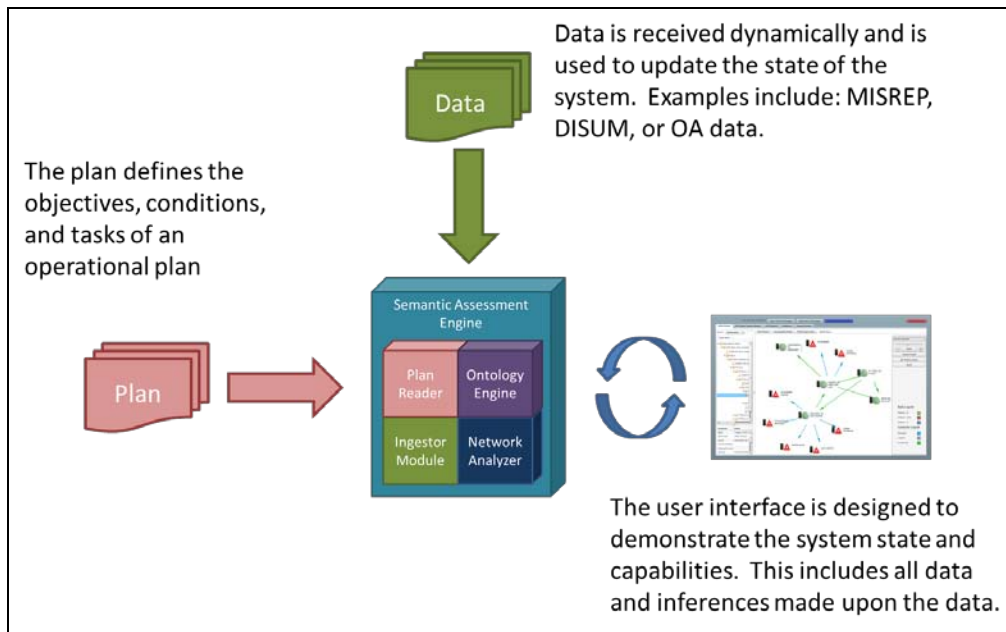 Data is received dynamically and is
used to update the state of the
system.  Examples include: MISREP,
DISUM, or OA data.
Data
The plan defines the
objectives, conditions,
and tasks of an
operational plan
Semantic Assessment
Engine
Plan
Reader
Ontology
Engine
Ingestor
Module
Network
Analyzer
Plan
The user interface is designed to
demonstrate the system state and
capabilities.  This includes all data
and inferences made upon the data.